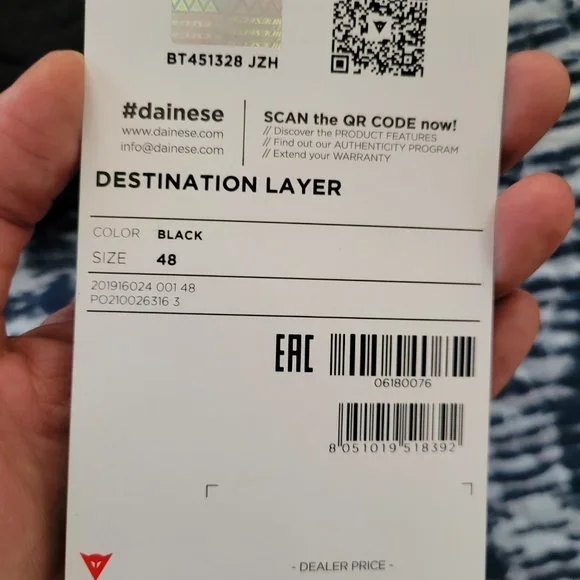 BT451328 JZH
#dainese
www.dainese.com
info@dainese.com
SCAN the QR CODE now!
// Discover the PRODUCT FEATURES
// Find out our AUTHENTICITY PROGRAM
// Extend your WARRANTY
DESTINATION LAYER
COLOR BLACK
SIZE 48
201916024 001 48
PO210026316 3
EAC
06180076
8 051019 518392
- DEALER PRICE -